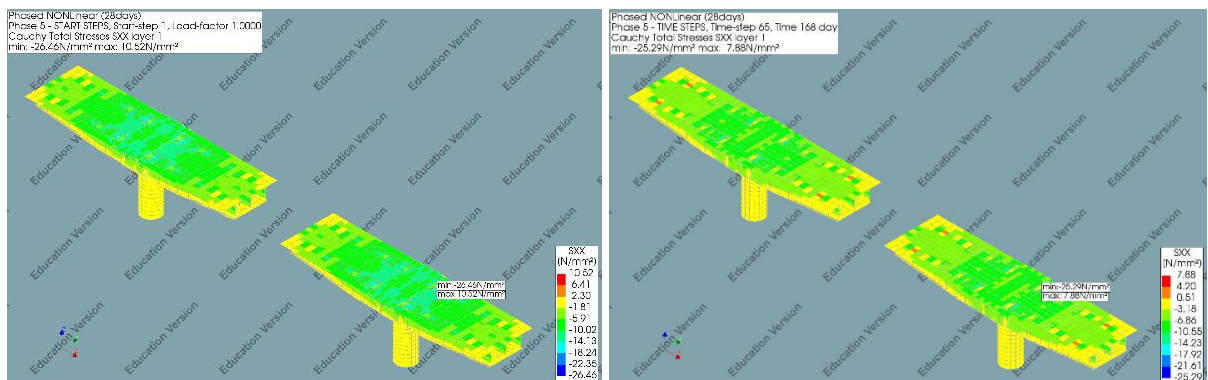 Phased NONLinear (28days)
Phase 5 - START STEPS, Start-step 1, Load-factor 1.0000
Cauchy Total Stresses SXX layer 1
min: -26.46N/mm² max: 10.52N/mm²
Education Version
min:-26.46N/mm²
max:10.52N/mm²
SXX
(N/mm²)
10.52
6.41
2.30
-1.81
-5.91
-10.02
-14.13
-18.24
-22.35
-26.46
Phased NONLinear (28days)
Phase 5 - TIME STEPS, Time-step 65, Time 168 day
Cauchy Total Stresses SXX layer 1
min: -25.29N/mm² max: 7.88N/mm²
Education Version
min:-25.29N/mm²
max: 7.88N/mm²
SXX
(N/mm²)
7.88
4.20
0.51
-3.18
-6.86
-10.55
-14.23
-17.92
-21.61
-25.29